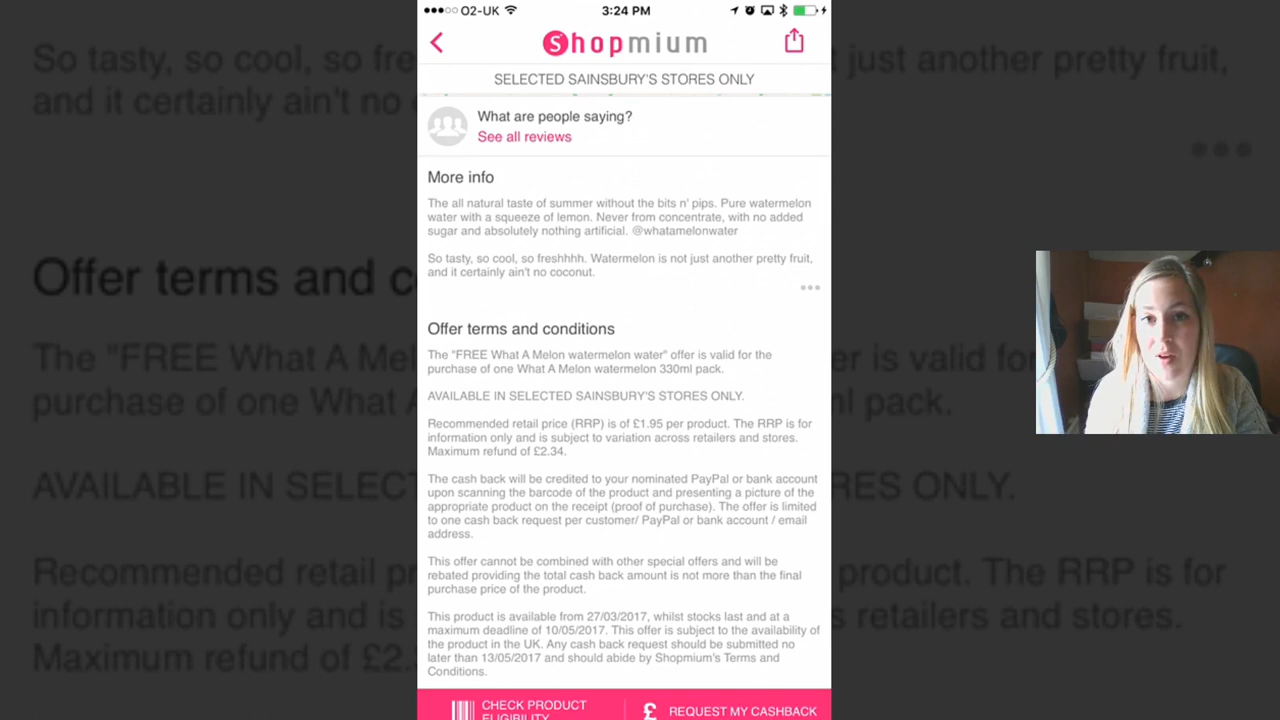 O2-UK 3:24 PM
Shopmium
SELECTED SAINSBURY'S STORES ONLY
What are people saying?
See all reviews
More info
The all natural taste of summer without the bits n' pips. Pure watermelon
water with a squeeze of lemon. Never from concentrate, with no added
sugar and absolutely nothing artificial. @whatamelonwater
So tasty, so cool, so freshhhh. Watermelon is not just another pretty fruit,
and it certainly ain't no coconut.
Offer terms and conditions
The "FREE What A Melon watermelon water" offer is valid for the
purchase of one What A Melon watermelon 330ml pack.
AVAILABLE IN SELECTED SAINSBURY'S STORES ONLY.
Recommended retail price (RRP) is of £1.95 per product. The RRP is for
information only and is subject to variation across retailers and stores.
Maximum refund of £2.34.
The cash back will be credited to your nominated PayPal or bank account
upon scanning the barcode of the product and presenting a picture of the
appropriate product on the receipt (proof of purchase). The offer is limited
to one cash back request per customer/ PayPal or bank account / email
address.
This offer cannot be combined with other special offers and will be
rebated providing the total cash back amount is not more than the final
purchase price of the product.
This product is available from 27/03/2017, whilst stocks last and at a
maximum deadline of 10/05/2017. This offer is subject to the availability of
the product in the UK. Any cash back request should be submitted no
later than 13/05/2017 and should abide by Shopmium's Terms and
Conditions.
CHECK PRODUCT
ELIGIBILITY
£ REQUEST MY CASHBACK
So tasty, so cool, so fre
just another pretty fruit,
and it certainly ain't no c
Offer terms and c
The "FREE What A Mel
er is valid for
purchase of one What A
ml pack.
AVAILABLE IN SELECT
RES ONLY.
Recommended retail pr
product. The RRP is for
information only and is
retailers and stores.
Maximum refund of £2.